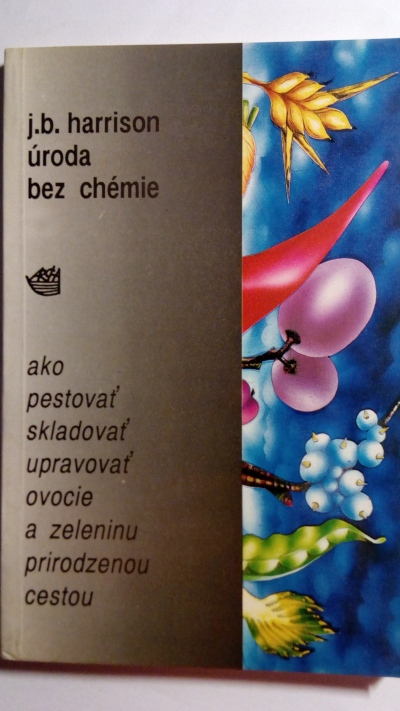 j.b. harrison
úroda
bez chémie
ako
pestovať
skladovať
upravovať
ovocie
a zeleninu
prirodzenou
cestou